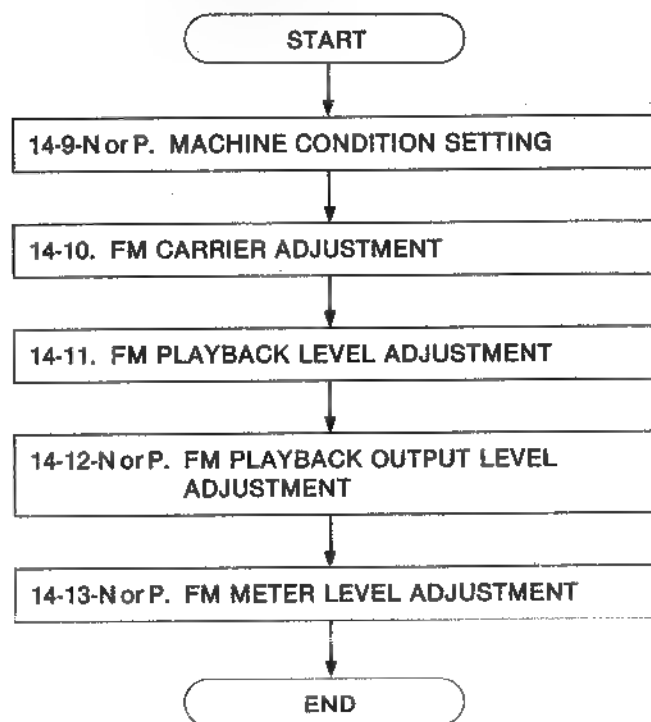 START
14-9-N or P. MACHINE CONDITION SETTING
14-10. FM CARRIER ADJUSTMENT
14-11. FM PLAYBACK LEVEL ADJUSTMENT
14-12-N or P. FM PLAYBACK OUTPUT LEVEL
ADJUSTMENT
14-13-N or P. FM METER LEVEL ADJUSTMENT
END